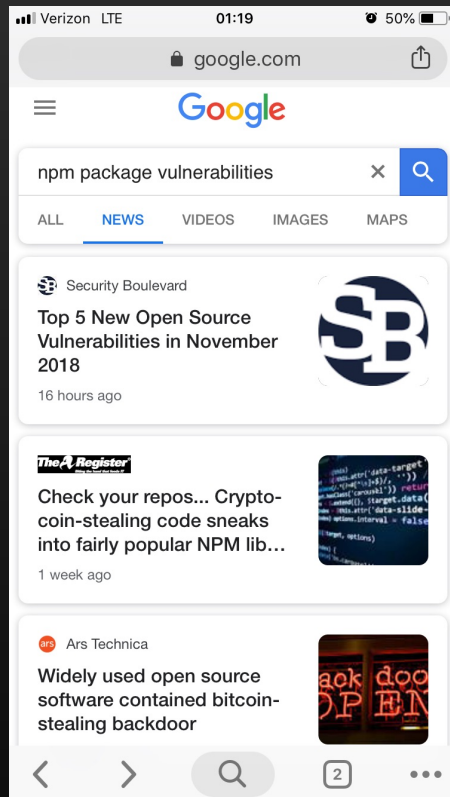 Verizon LTE 01:19 50%
google.com
Google
npm package vulnerabilities
ALL NEWS VIDEOS IMAGES MAPS
SB Security Boulevard
Top 5 New Open Source
Vulnerabilities in November
2018
16 hours ago
SB
The A Register
Check your repos... Crypto-
coin-stealing code sneaks
into fairly popular NPM lib...
1 week ago
ars Ars Technica
Widely used open source
software contained bitcoin-
stealing backdoor
OPEN
2